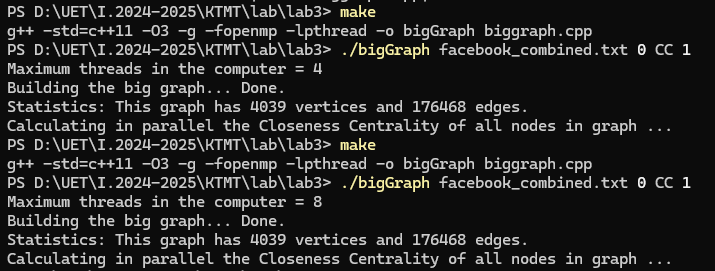 PS D:\UET\I.2024-2025\KTMT\lab\lab3> make
g++ -std=c++11 -O3 -g -fopenmp -lpthread -o bigGraph biggraph.cpp
PS D:\UET\I.2024-2025\KTMT\lab\lab3> ./bigGraph facebook_combined.txt 0 CC 1
Maximum threads in the computer = 4
Building the big graph... Done.
Statistics: This graph has 4039 vertices and 176468 edges.
Calculating in parallel the Closeness Centrality of all nodes in graph ...
PS D:\UET\I.2024-2025\KTMT\lab\lab3> make
g++ -std=c++11 -O3 -g -fopenmp -lpthread -o bigGraph biggraph.cpp
PS D:\UET\I.2024-2025\KTMT\lab\lab3> ./bigGraph facebook_combined.txt 0 CC 1
Maximum threads in the computer = 8
Building the big graph... Done.
Statistics: This graph has 4039 vertices and 176468 edges.
Calculating in parallel the Closeness Centrality of all nodes in graph ...